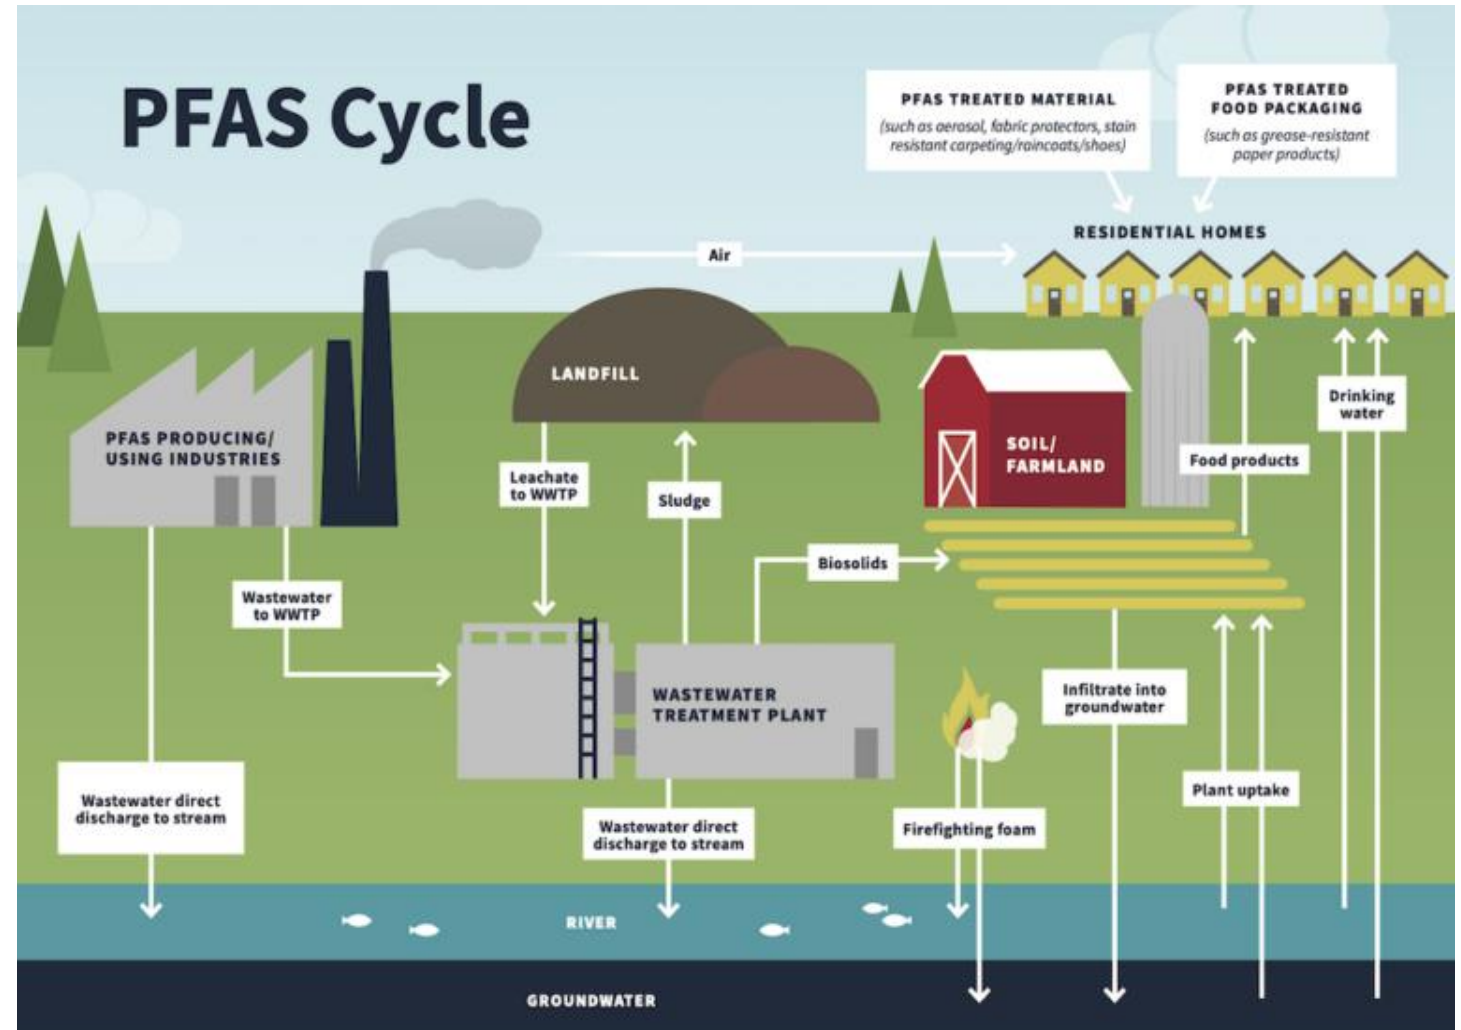 PFAS Cycle
PFAS TREATED MATERIAL
(such as aerosol, fabric protectors, stain
resistant carpeting/raincoats/shoes)
PFAS TREATED
FOOD PACKAGING
(such as grease-resistant
paper products)
RESIDENTIAL HOMES
Air
LANDFILL
PFAS PRODUCING/
USING INDUSTRIES
Leachate
to WWTP
Sludge
SOIL/
FARMLAND
Food products
Drinking
water
Biosolids
Wastewater
to WWTP
WASTEWATER
TREATMENT PLANT
Infiltrate into
groundwater
Plant uptake
Wastewater direct
discharge to stream
Wastewater direct
discharge to stream
Firefighting foam
RIVER
GROUNDWATER